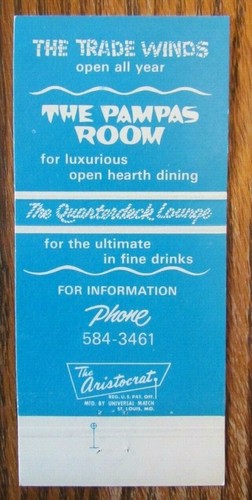 THE TRADE WINDS
open all year
THE PAMPAS
ROOM
for luxurious
open hearth dining
The Quarterdeck Lounge
for the ultimate
in fine drinks
FOR INFORMATION
Phone
584-3461
The
Aristocrat
REG. U.S. PAT. OFF.
MFD. BY UNIVERSAL MATCH
ST. LOUIS, MO.